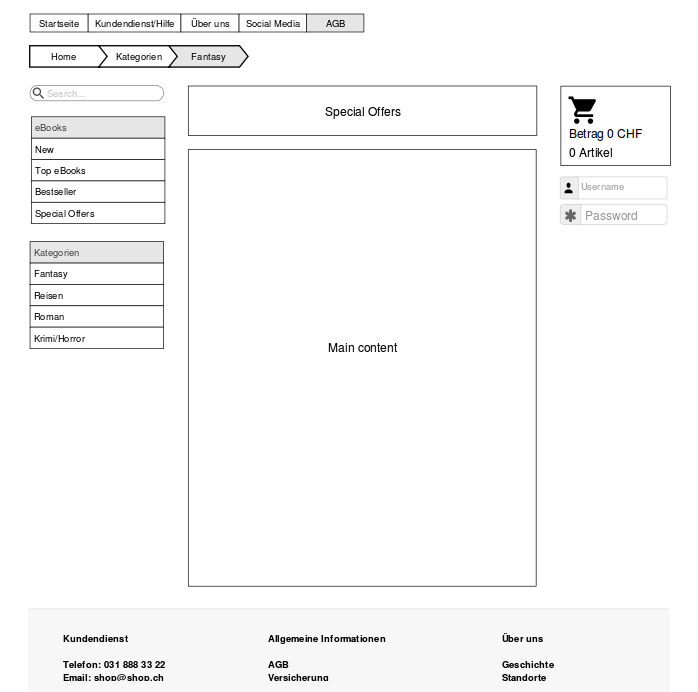 Startseite Kundendienst/Hilfe Über uns Social Media AGB
Home Kategorien Fantasy
Search...
eBooks
New
Top eBooks
Bestseller
Special Offers
Kategorien
Fantasy
Reisen
Roman
Krimi/Horror
Special Offers
Main content
Betrag 0 CHF
0 Artikel
Username
Password
Kundendienst
Telefon: 031 888 33 22
Email: shop@shop.ch
Allgemeine Informationen
AGB
Versicherung
Über uns
Geschichte
Standorte